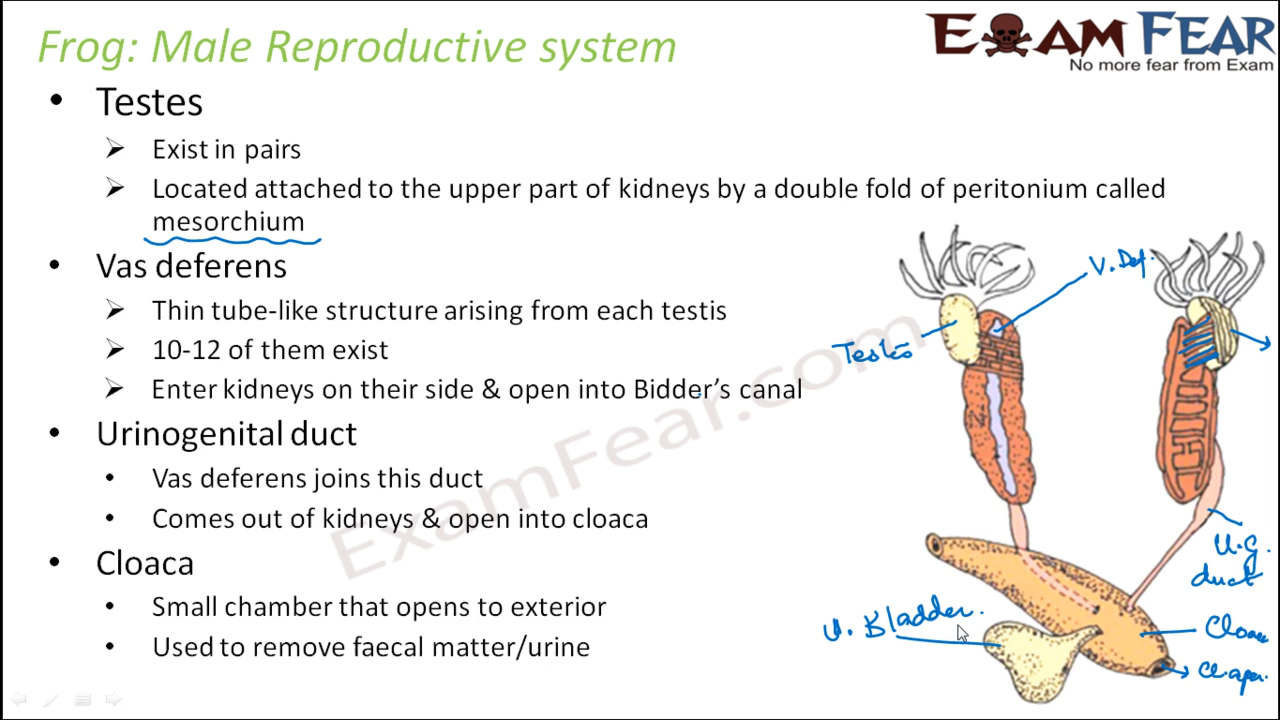 Frog: Male Reproductive system
EXAM FEAR
No more fear from Exam
• Testes
➢ Exist in pairs
➢ Located attached to the upper part of kidneys by a double fold of peritonium called
mesorchium
• Vas deferens
➢ Thin tube-like structure arising from each testis
➢ 10-12 of them exist
➢ Enter kidneys on their side & open into Bidder's canal
• Urinogenital duct
• Vas deferens joins this duct
• Comes out of kidneys & open into cloaca
• Cloaca
• Small chamber that opens to exterior
• Used to remove faecal matter/urine
V. Def.
Testes
U.G.
duct
U. Bladder.
Cloaca
Cl. aper.
ExamFear.com